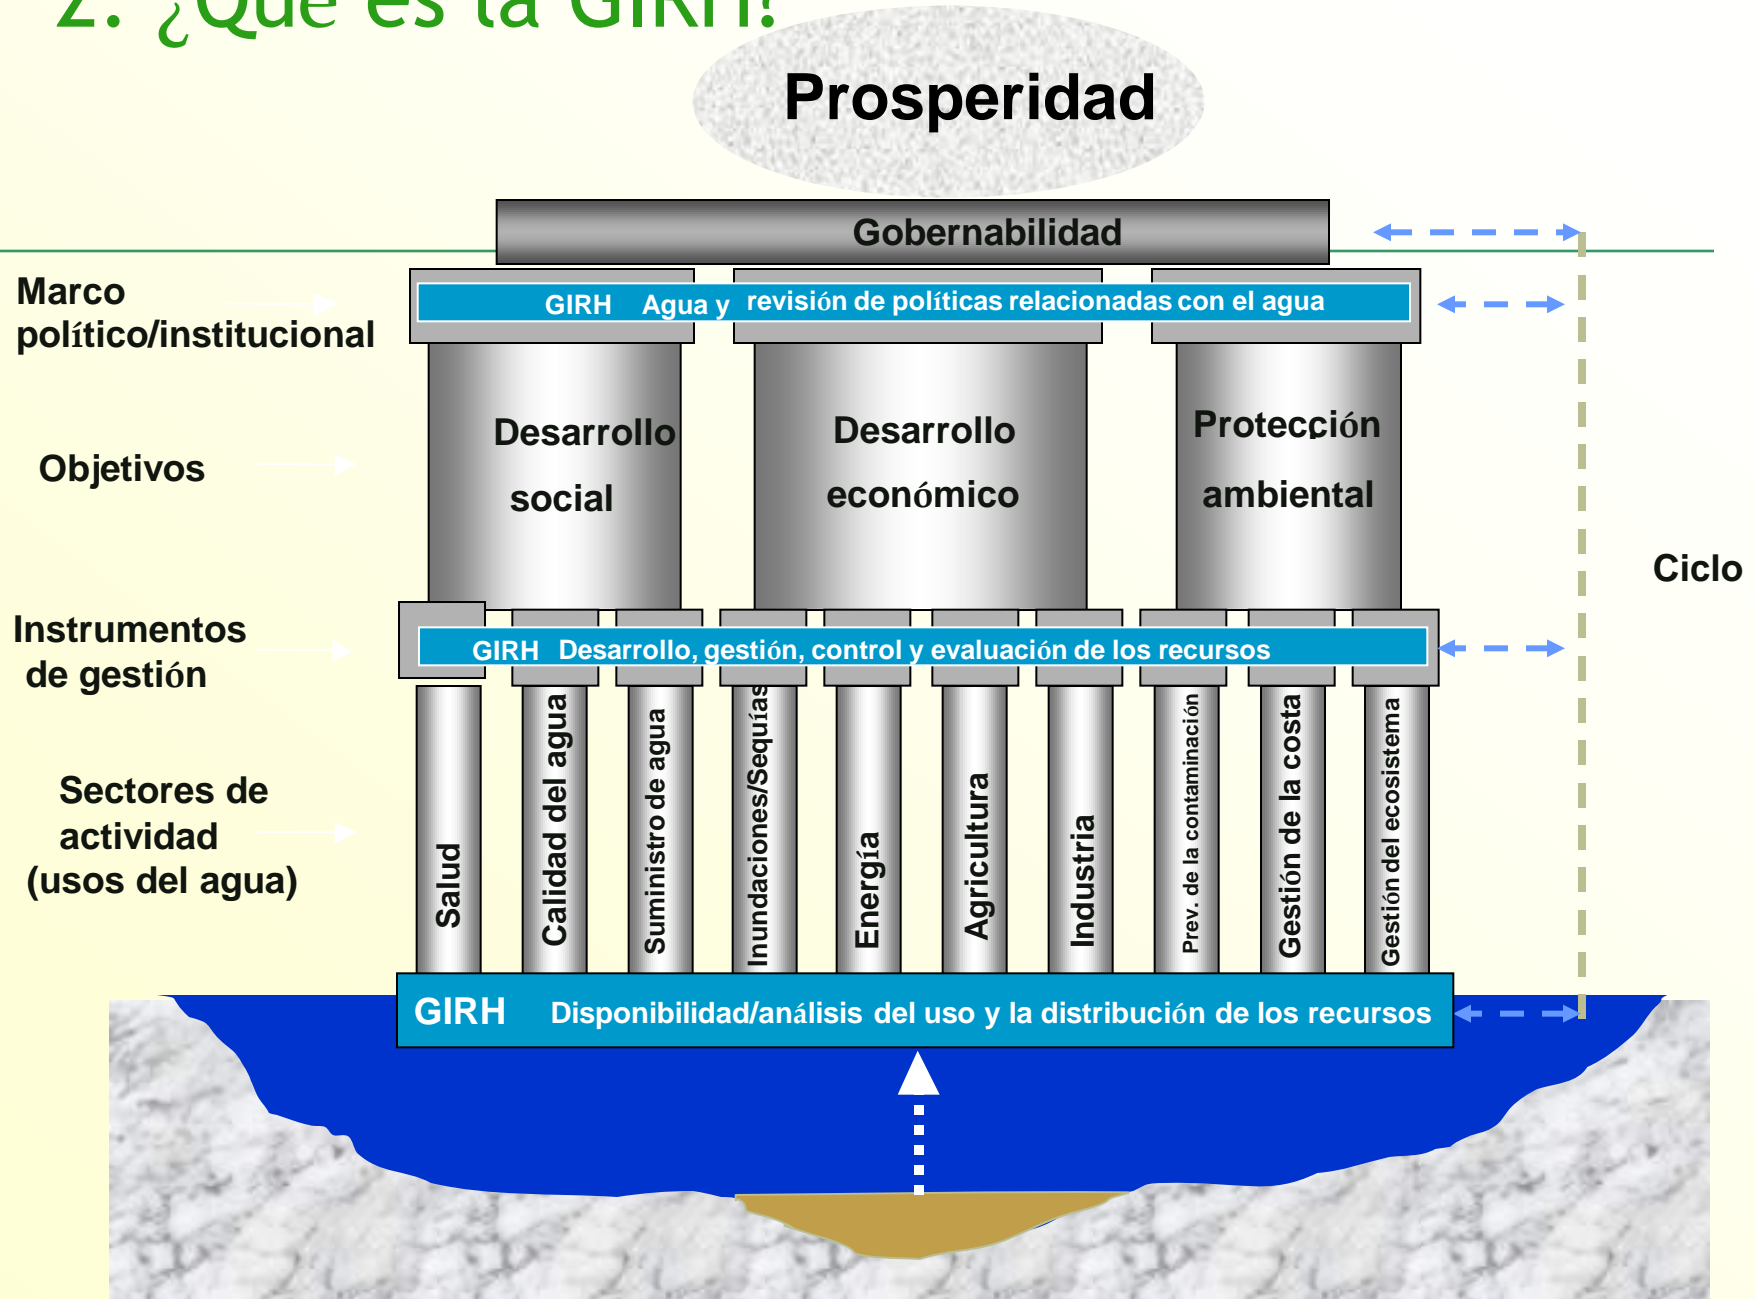 2. ¿Qué es la GIRH?
Prosperidad
Gobernabilidad
Marco
político/institucional
GIRH Agua y revisión de políticas relacionadas con el agua
Objetivos
Desarrollo
social
Desarrollo
económico
Protección
ambiental
Ciclo
Instrumentos
de gestión
GIRH Desarrollo, gestión, control y evaluación de los recursos
Sectores de
actividad
(usos del agua)
Salud
Calidad del agua
Suministro de agua
Inundaciones/Sequías
Energía
Agricultura
Industria
Prev. de la contaminación
Gestión de la costa
Gestión del ecosistema
GIRH Disponibilidad/análisis del uso y la distribución de los recursos